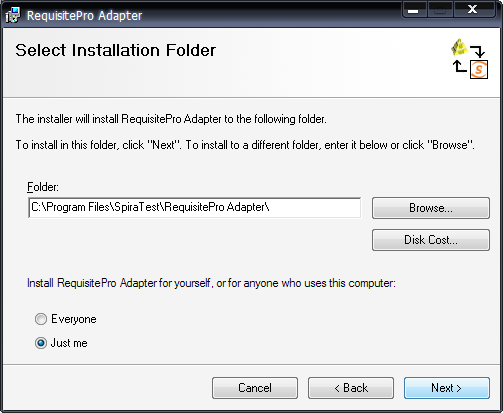 RequisitePro Adapter
Select Installation Folder
The installer will install RequisitePro Adapter to the following folder.
To install in this folder, click "Next". To install to a different folder, enter it below or click "Browse".
Folder:
C:\Program Files\SpiraTest\RequisitePro Adapter\
Browse...
Disk Cost...
Install RequisitePro Adapter for yourself, or for anyone who uses this computer:
Everyone
Just me
Cancel
< Back
Next >